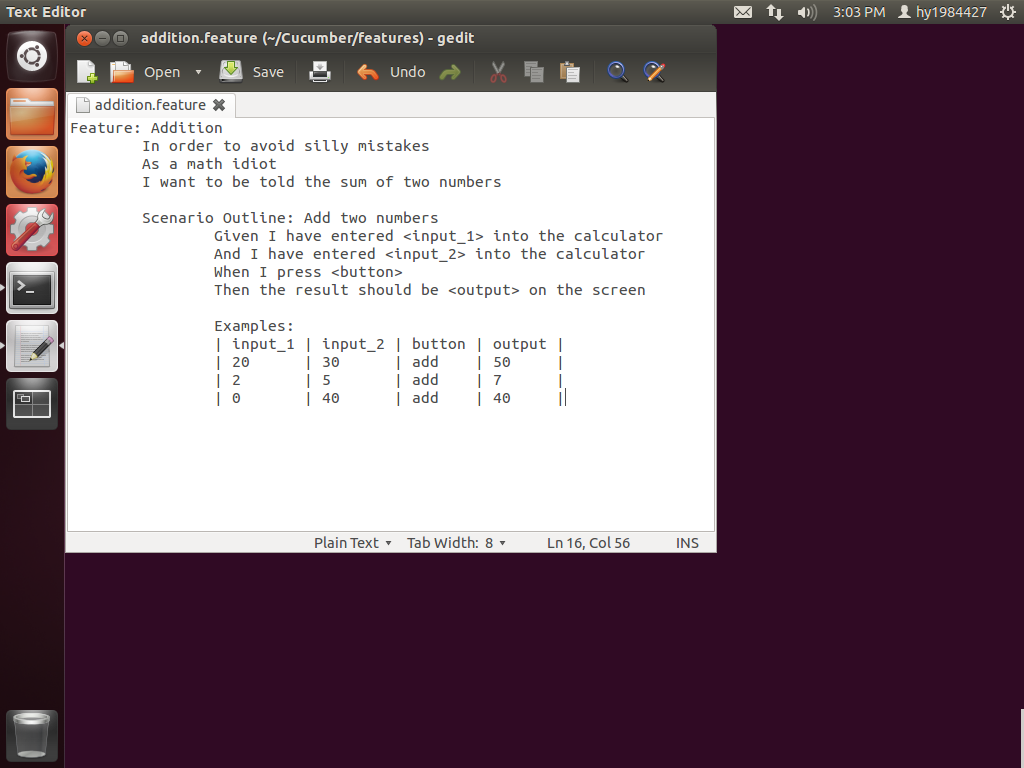 Text Editor
3:03 PM hy1984427
addition.feature (~/Cucumber/features) - gedit
Open Save Undo
addition.feature
Feature: Addition
In order to avoid silly mistakes
As a math idiot
I want to be told the sum of two numbers
Scenario Outline: Add two numbers
Given I have entered <input_1> into the calculator
And I have entered <input_2> into the calculator
When I press <button>
Then the result should be <output> on the screen
Examples:
| input_1 | input_2 | button | output |
| 20 | 30 | add | 50 |
| 2 | 5 | add | 7 |
| 0 | 40 | add | 40 |
Plain Text Tab Width: 8 Ln 16, Col 56 INS